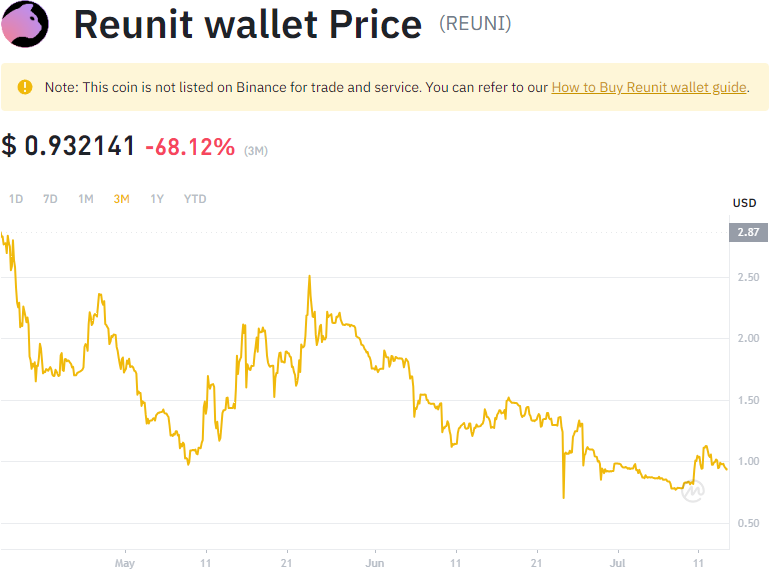 Reunit wallet Price (REUNI)
Note: This coin is not listed on Binance for trade and service. You can refer to our How to Buy Reunit wallet guide.
$ 0.932141 -68.12% (3M)
1D 7D 1M 3M 1Y YTD
USD
2.87
2.50
2.00
1.50
1.00
0.50
May 11 21 Jun 11 21 Jul 11